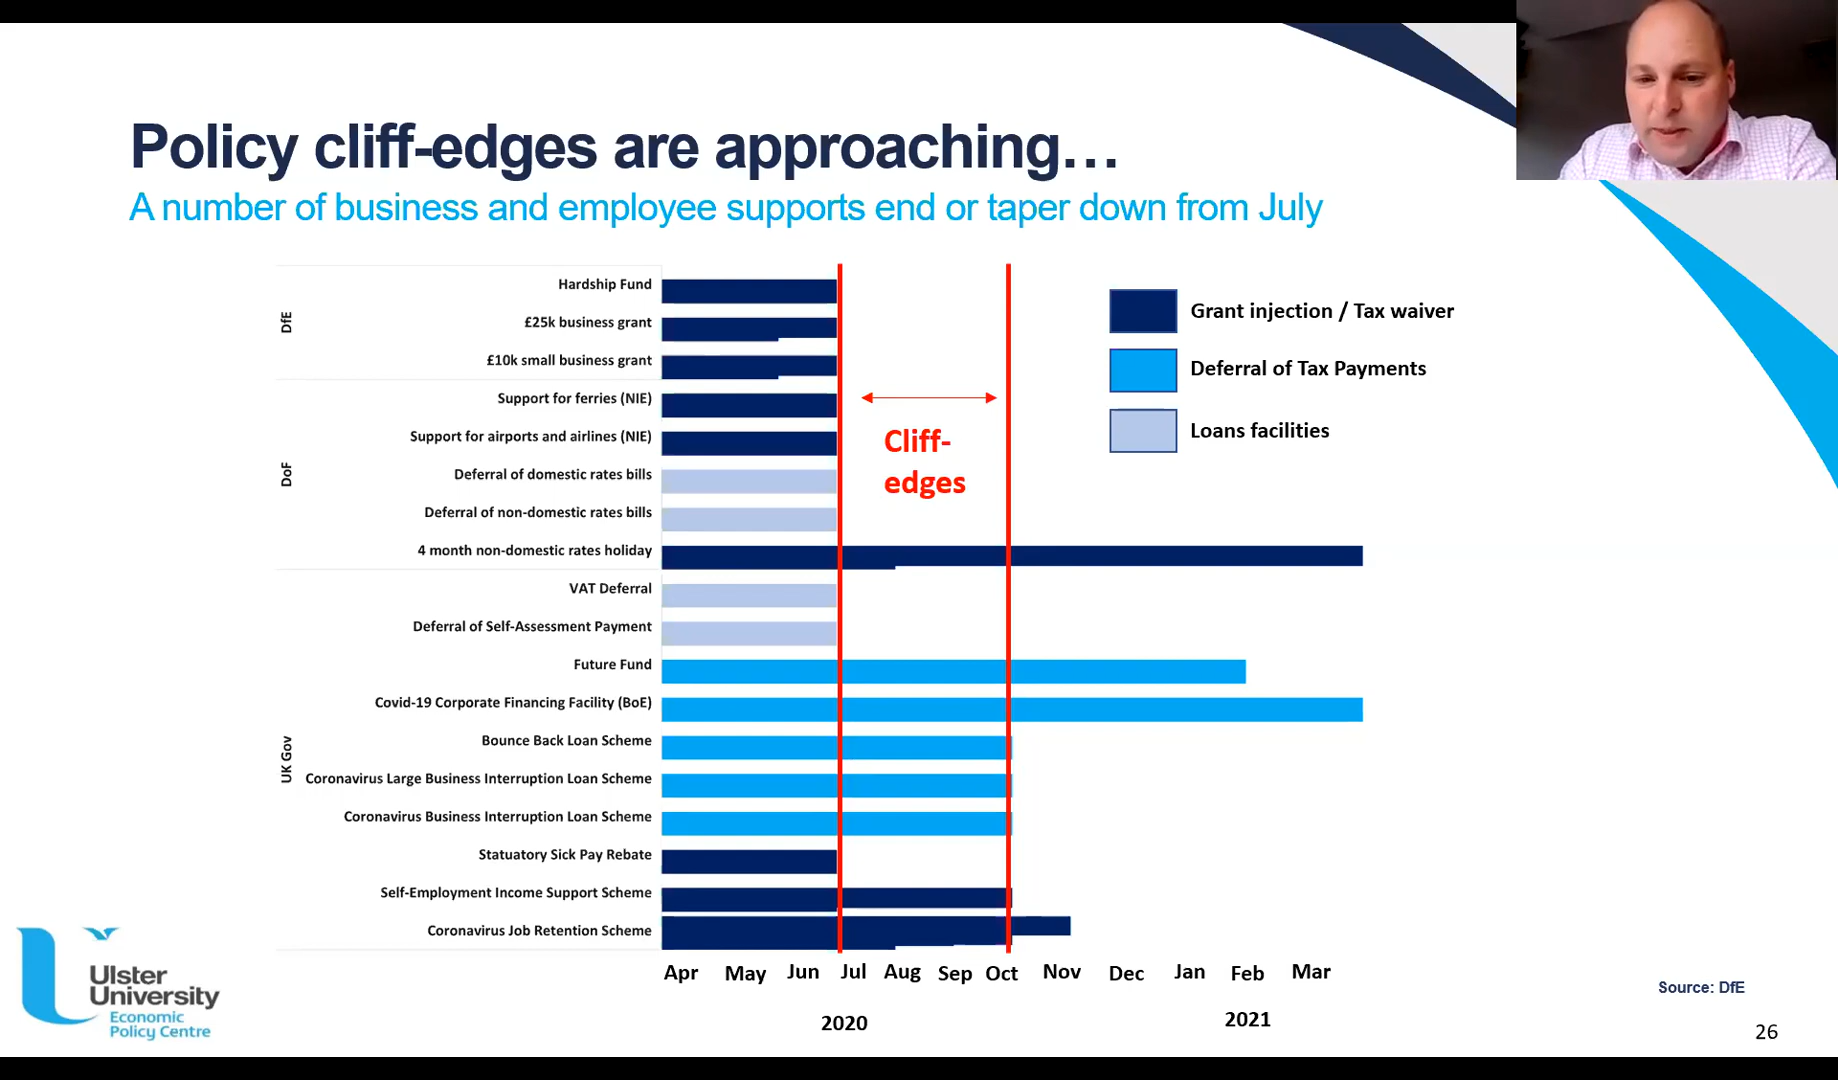 Policy cliff-edges are approaching…
A number of business and employee supports end or taper down from July
DfE
Hardship Fund
£25k business grant
£10k small business grant
DoF
Support for ferries (NIE)
Support for airports and airlines (NIE)
Deferral of domestic rates bills
Deferral of non-domestic rates bills
4 month non-domestic rates holiday
UK Gov
VAT Deferral
Deferral of Self-Assessment Payment
Future Fund
Covid-19 Corporate Financing Facility (BoE)
Bounce Back Loan Scheme
Coronavirus Large Business Interruption Loan Scheme
Coronavirus Business Interruption Loan Scheme
Statuatory Sick Pay Rebate
Self-Employment Income Support Scheme
Coronavirus Job Retention Scheme
Cliff-
edges
Grant injection / Tax waiver
Deferral of Tax Payments
Loans facilities
Apr May Jun Jul Aug Sep Oct Nov Dec Jan Feb Mar
2020 2021
Ulster
University
Economic
Policy Centre
Source: DfE
26